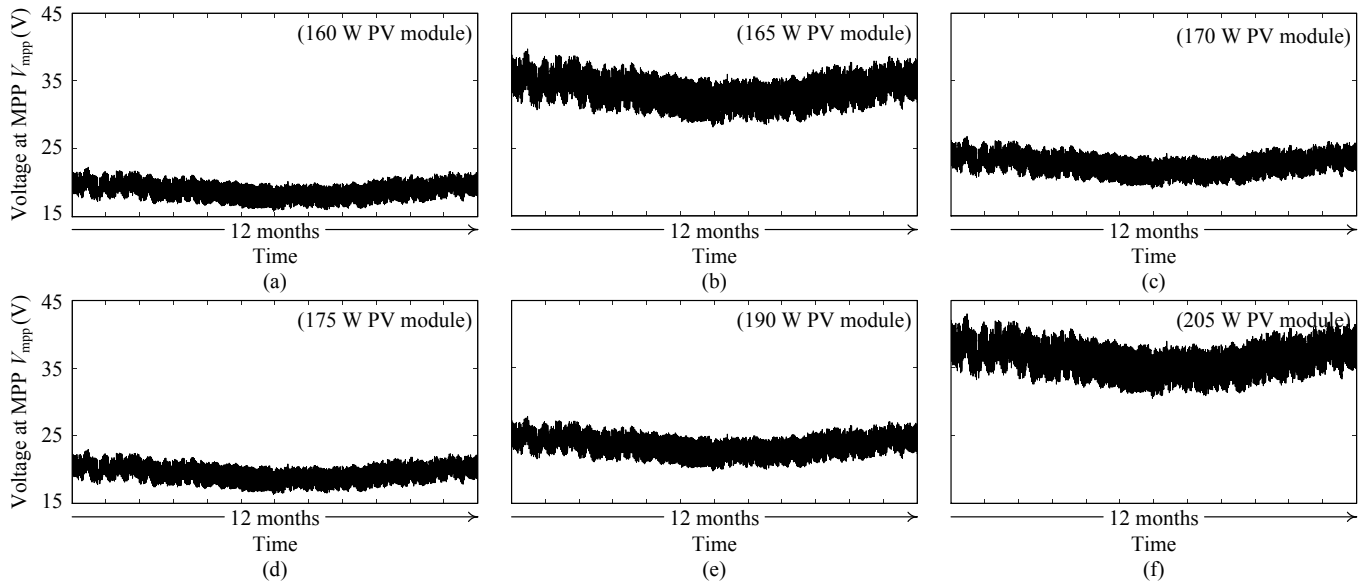 45
35
25
15
Voltage at MPP Vmpp (V)
(160 W PV module)
12 months
Time
(a)
(165 W PV module)
12 months
Time
(b)
(170 W PV module)
12 months
Time
(c)
45
35
25
15
Voltage at MPP Vmpp (V)
(175 W PV module)
12 months
Time
(d)
(190 W PV module)
12 months
Time
(e)
(205 W PV module)
12 months
Time
(f)